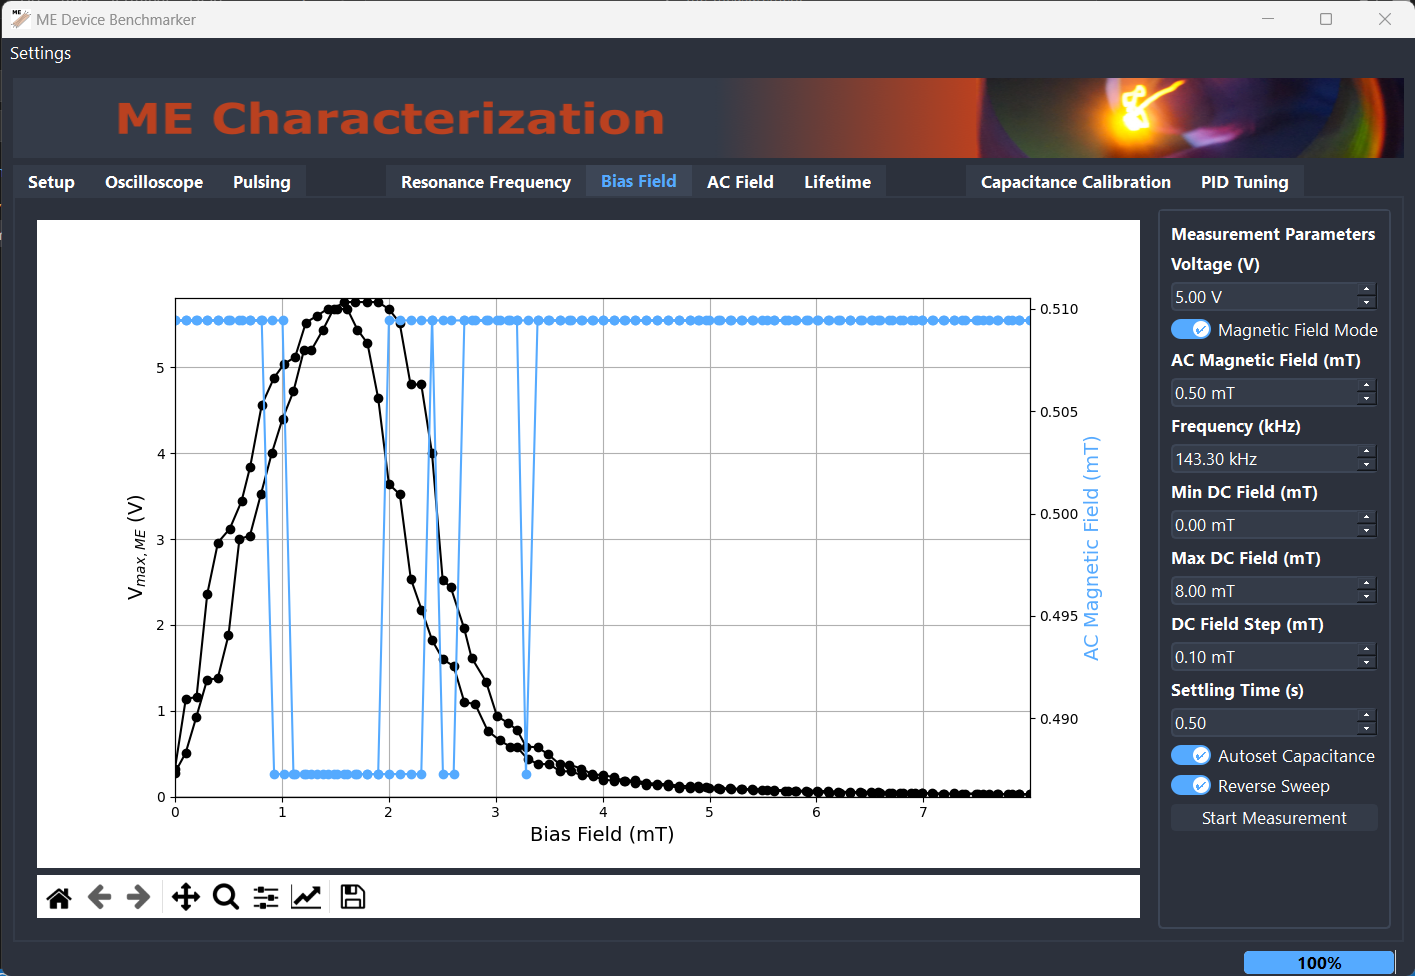 ME Device Benchmarker
Settings
ME Characterization
Setup Oscilloscope Pulsing Resonance Frequency Bias Field AC Field Lifetime Capacitance Calibration PID Tuning
V_max,ME (V)
5
4
3
2
1
0
0 1 2 3 4 5 6 7
Bias Field (mT)
0.510
0.505
0.500
0.495
0.490
AC Magnetic Field (mT)
Measurement Parameters
Voltage (V)
5.00 V
Magnetic Field Mode
AC Magnetic Field (mT)
0.50 mT
Frequency (kHz)
143.30 kHz
Min DC Field (mT)
0.00 mT
Max DC Field (mT)
8.00 mT
DC Field Step (mT)
0.10 mT
Settling Time (s)
0.50
Autoset Capacitance
Reverse Sweep
Start Measurement
100%